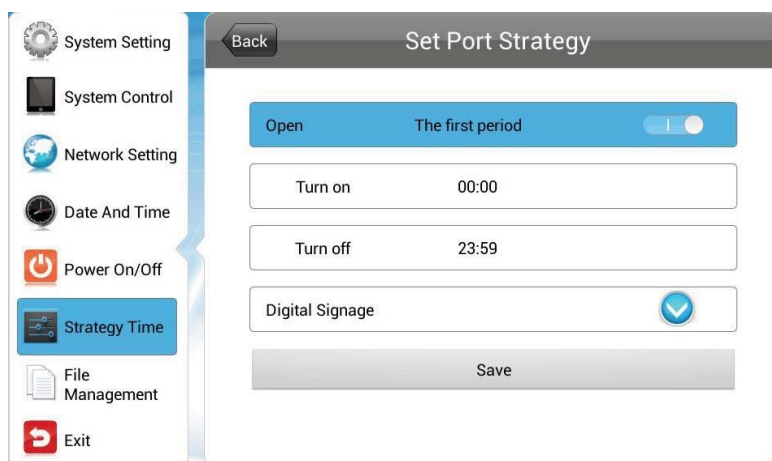 System Setting
System Control
Network Setting
Date And Time
Power On/Off
Strategy Time
File
Management
Exit
Back
Set Port Strategy
Open The first period
Turn on 00:00
Turn off 23:59
Digital Signage
Save